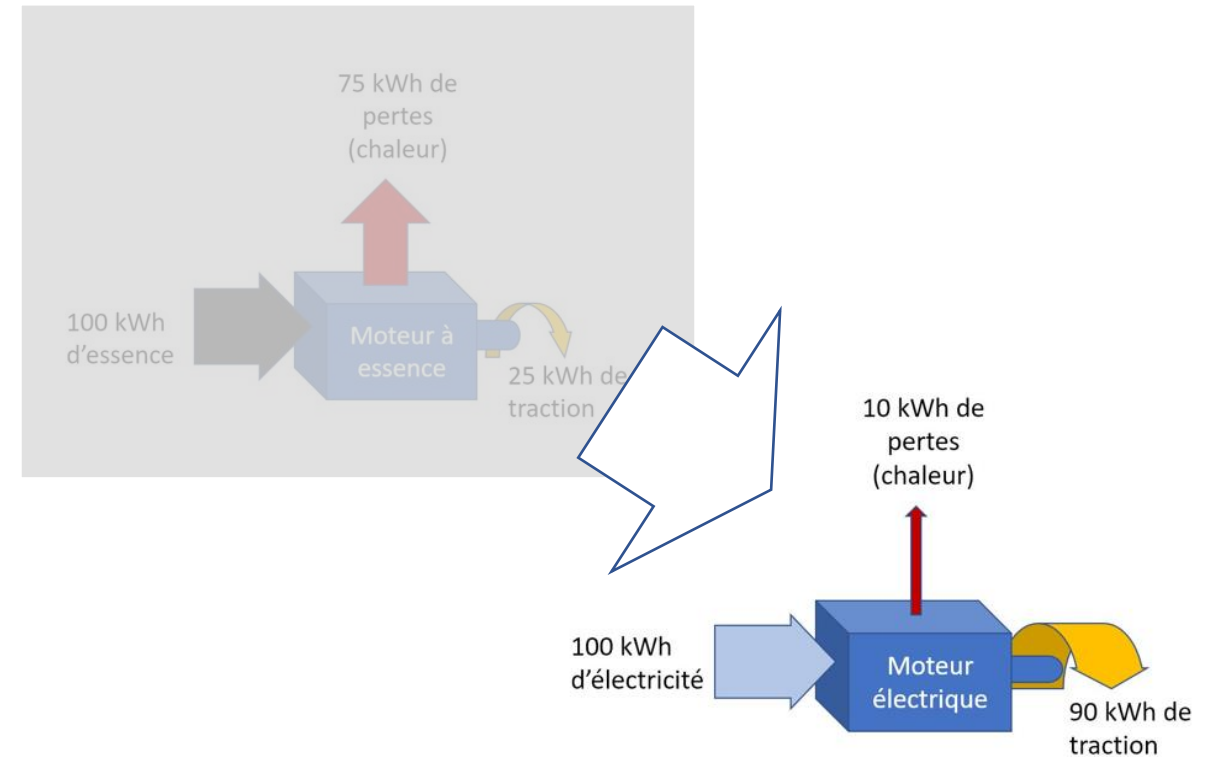 75 kWh de
pertes
(chaleur)
100 kWh
d'essence
Moteur à
essence
25 kWh de
traction
10 kWh de
pertes
(chaleur)
100 kWh
d'électricité
Moteur
électrique
90 kWh de
traction